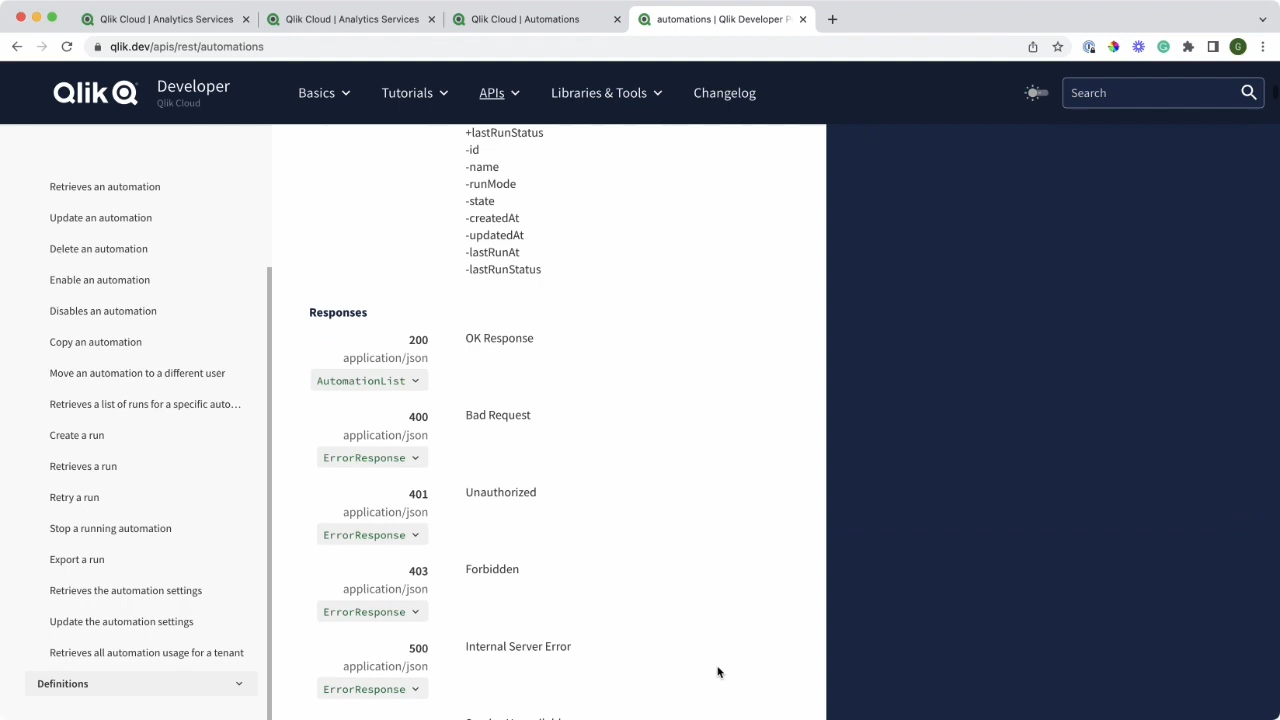 Qlik Cloud | Analytics Services
Qlik Cloud | Analytics Services
Qlik Cloud | Automations
automations | Qlik Developer P
qlik.dev/apis/rest/automations
G
Qlik
Developer
Qlik Cloud
Basics
Tutorials
APIs
Libraries & Tools
Changelog
Search
Retrieves an automation
Update an automation
Delete an automation
Enable an automation
Disables an automation
Copy an automation
Move an automation to a different user
Retrieves a list of runs for a specific auto…
Create a run
Retrieves a run
Retry a run
Stop a running automation
Export a run
Retrieves the automation settings
Update the automation settings
Retrieves all automation usage for a tenant
Definitions
+lastRunStatus
-id
-name
-runMode
-state
-createdAt
-updatedAt
-lastRunAt
-lastRunStatus
Responses
200
OK Response
application/json
AutomationList
400
Bad Request
application/json
ErrorResponse
401
Unauthorized
application/json
ErrorResponse
403
Forbidden
application/json
ErrorResponse
500
Internal Server Error
application/json
ErrorResponse